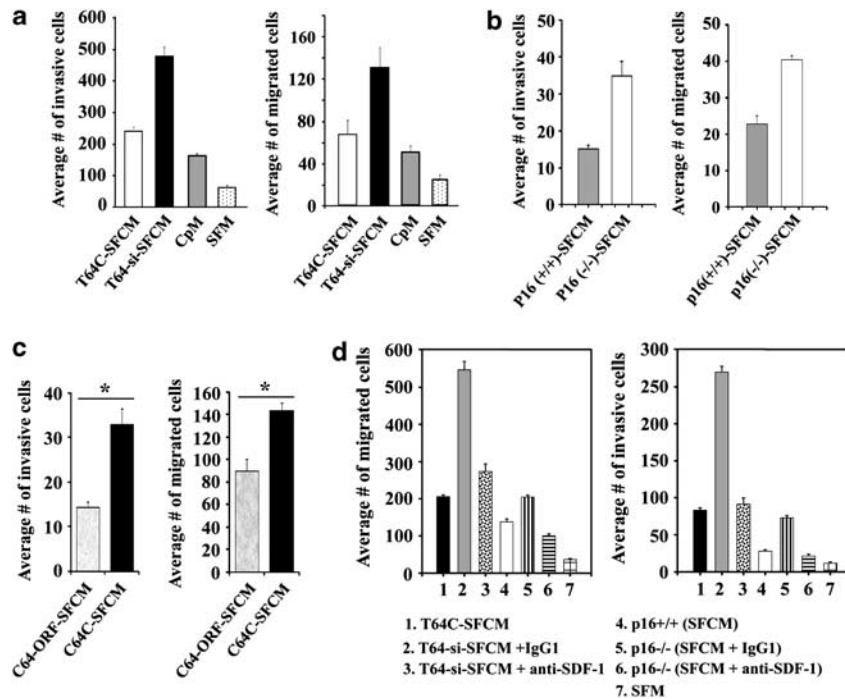 a
Average # of invasive cells
600
500
400
300
200
100
0
T64C-SFCM
T64-si-SFCM
CpM
SFM
Average # of migrated cells
160
120
80
40
0
T64C-SFCM
T64-si-SFCM
CpM
SFM
b
Average # of invasive cells
50
40
30
20
10
0
P16 (+/+)-SFCM
P16 (-/-)-SFCM
Average # of migrated cells
50
40
30
20
10
0
p16(+/+)-SFCM
p16(-/-)-SFCM
c
Average # of invasive cells
40
30
20
10
0
*
C64-ORF-SFCM
C64C-SFCM
Average # of migrated cells
160
140
120
100
80
60
40
20
0
*
C64-ORF-SFCM
C64C-SFCM
d
Average # of migrated cells
600
500
400
300
200
100
0
1 2 3 4 5 6 7
Average # of invasive cells
300
250
200
150
100
50
0
1 2 3 4 5 6 7
1. T64C-SFCM
2. T64-si-SFCM +IgG1
3. T64-si-SFCM + anti-SDF-1
4. p16+/+ (SFCM)
5. p16-/- (SFCM + IgG1)
6. p16-/- (SFCM + anti-SDF-1)
7. SFM